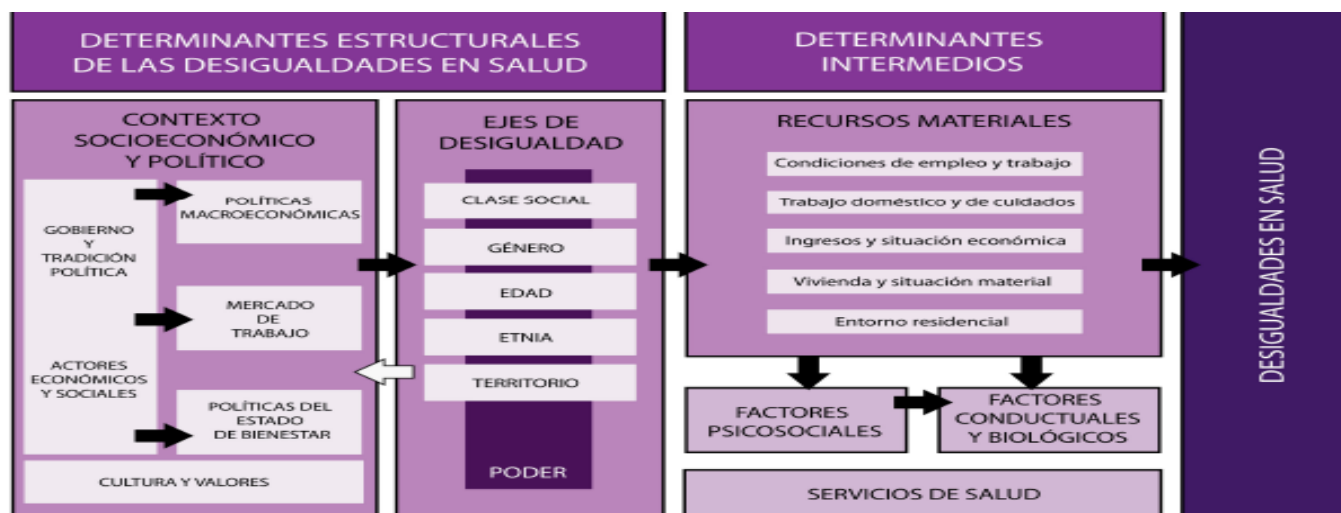 DETERMINANTES ESTRUCTURALES
DE LAS DESIGUALDADES EN SALUD
CONTEXTO
SOCIOECONÓMICO
Y POLÍTICO
GOBIERNO
Y
TRADICIÓN
POLÍTICA
ACTORES
ECONÓMICOS
Y SOCIALES
POLÍTICAS
MACROECONÓMICAS
MERCADO
DE
TRABAJO
POLÍTICAS DEL
ESTADO
DE BIENESTAR
CULTURA Y VALORES
EJES DE
DESIGUALDAD
CLASE SOCIAL
GÉNERO
EDAD
ETNIA
TERRITORIO
PODER
DETERMINANTES
INTERMEDIOS
RECURSOS MATERIALES
Condiciones de empleo y trabajo
Trabajo doméstico y de cuidados
Ingresos y situación económica
Vivienda y situación material
Entorno residencial
FACTORES
PSICOSOCIALES
FACTORES
CONDUCTUALES
Y BIOLÓGICOS
SERVICIOS DE SALUD
DESIGUALDADES EN SALUD